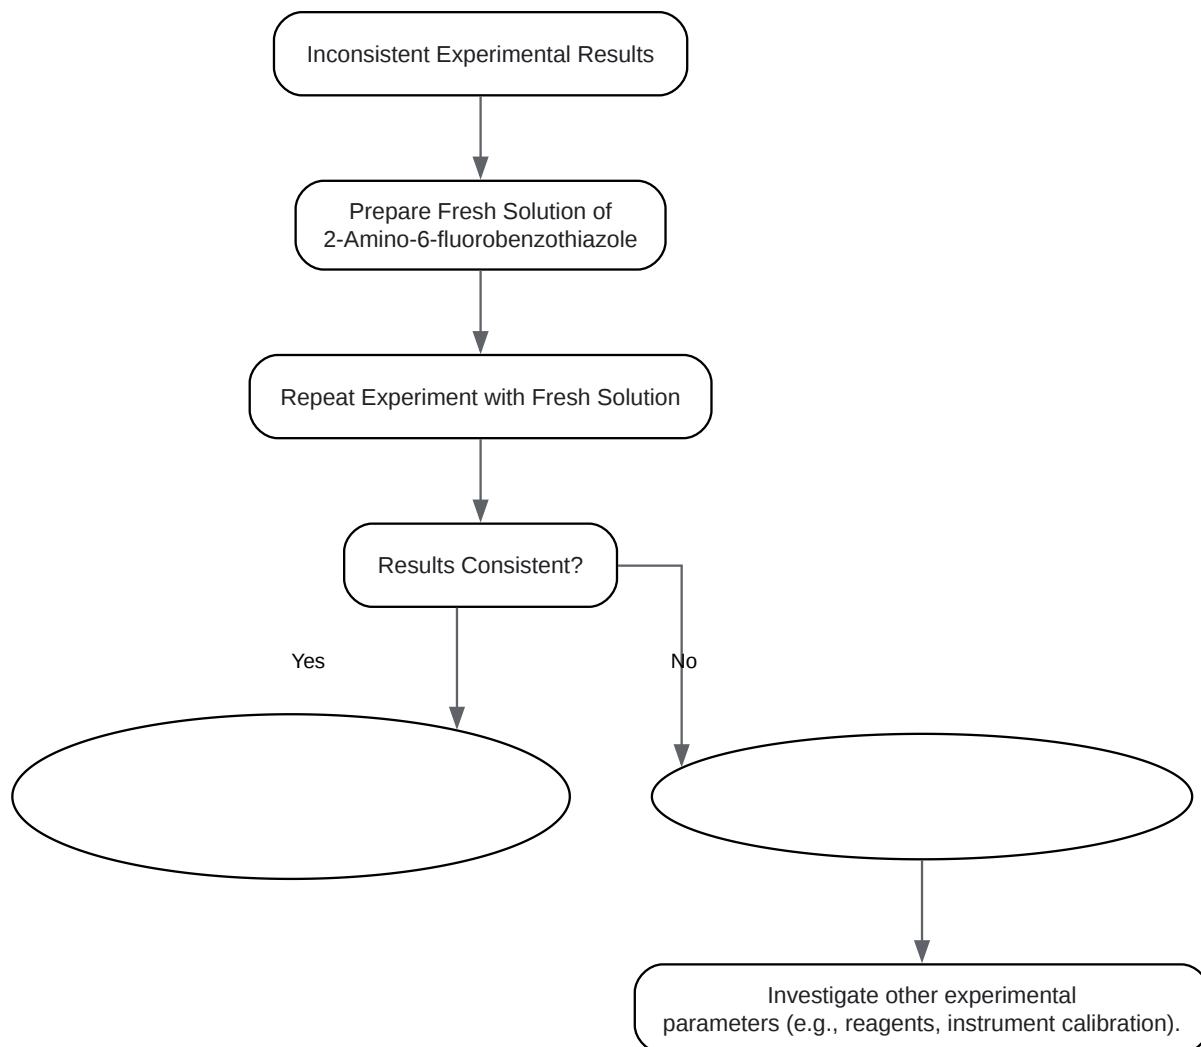 Inconsistent Experimental Results
Prepare Fresh Solution of
2-Amino-6-fluorobenzothiazole
Repeat Experiment with Fresh Solution
Results Consistent?
Yes
No
Investigate other experimental
parameters (e.g., reagents, instrument calibration).